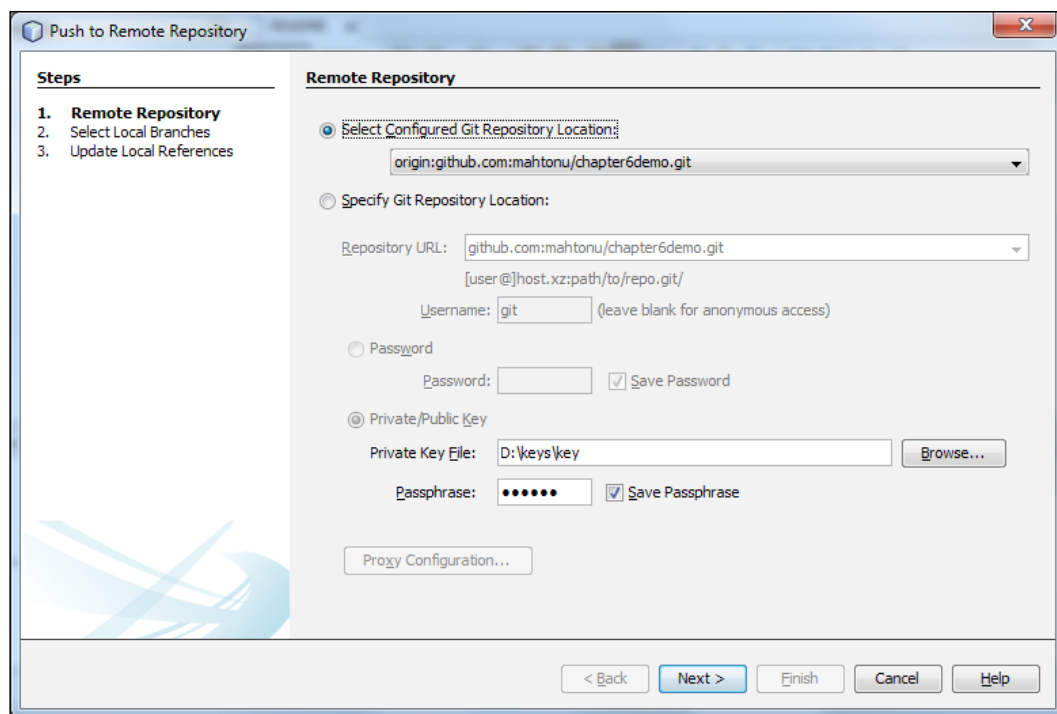 Push to Remote Repository
Steps
1. Remote Repository
2. Select Local Branches
3. Update Local References
Remote Repository
Select Configured Git Repository Location:
origin:github.com:mahtonu/chapter6demo.git
Specify Git Repository Location:
Repository URL: github.com:mahtonu/chapter6demo.git
[user@]host.xz:path/to/repo.git/
Username: git (leave blank for anonymous access)
Password
Password: Save Password
Private/Public Key
Private Key File: D:\keys\key Browse...
Passphrase: •••••• Save Passphrase
Proxy Configuration...
< Back Next > Finish Cancel Help